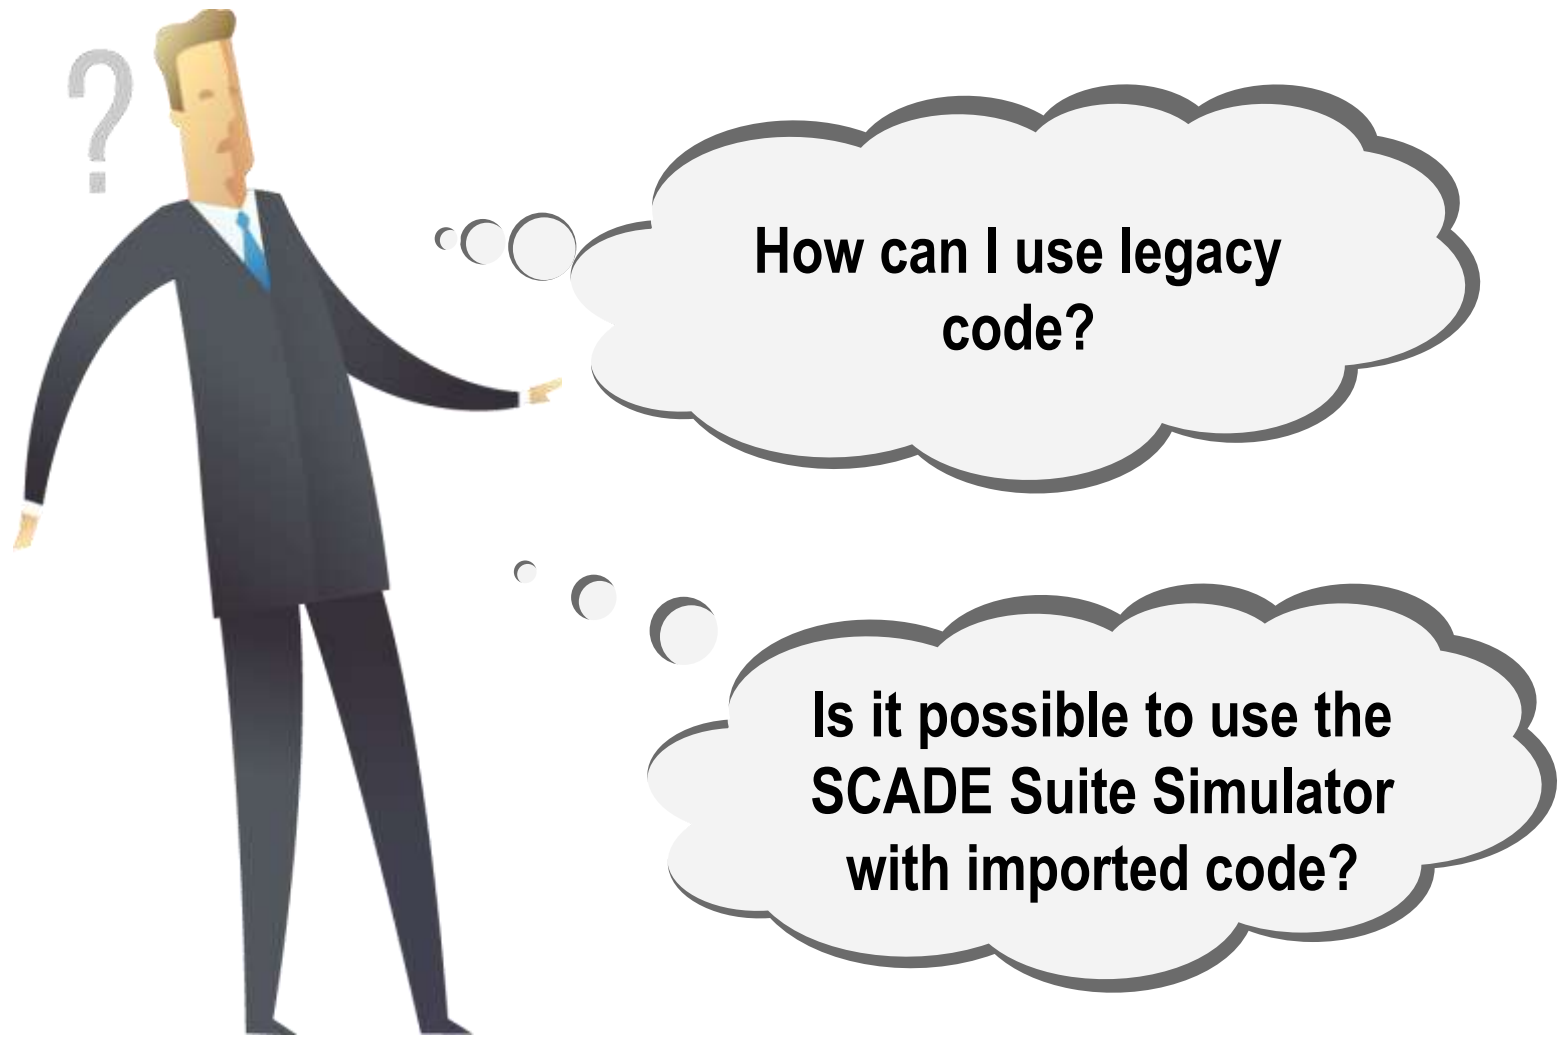 ?
How can I use legacy
code?
Is it possible to use the
SCADE Suite Simulator
with imported code?